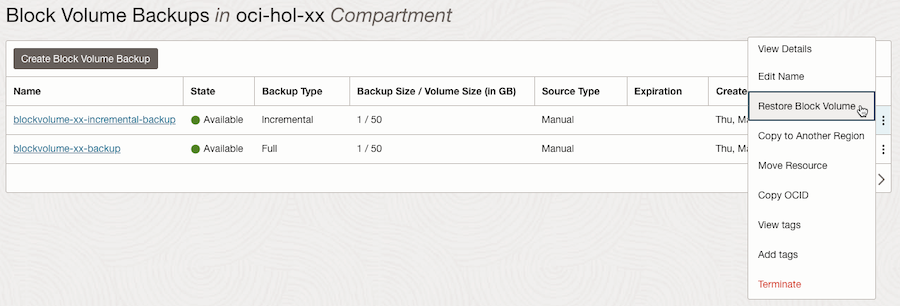 Block Volume Backups in oci-hol-xx Compartment
Create Block Volume Backup
Name State Backup Type Backup Size / Volume Size (in GB) Source Type Expiration Create
blockvolume-xx-incremental-backup Available Incremental 1 / 50 Manual Thu, Ma
blockvolume-xx-backup Available Full 1 / 50 Manual Thu, Ma
View Details
Edit Name
Restore Block Volume
Copy to Another Region
Move Resource
Copy OCID
View tags
Add tags
Terminate